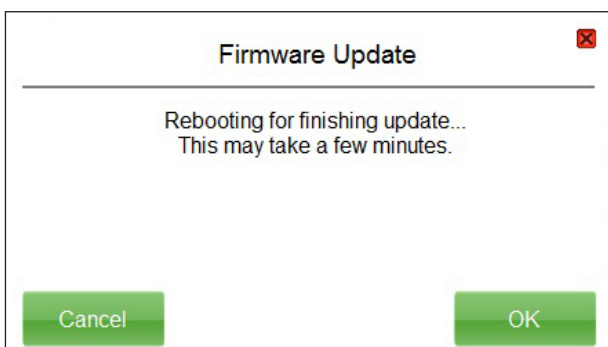 Firmware Update
Rebooting for finishing update...
This may take a few minutes.
Cancel
OK